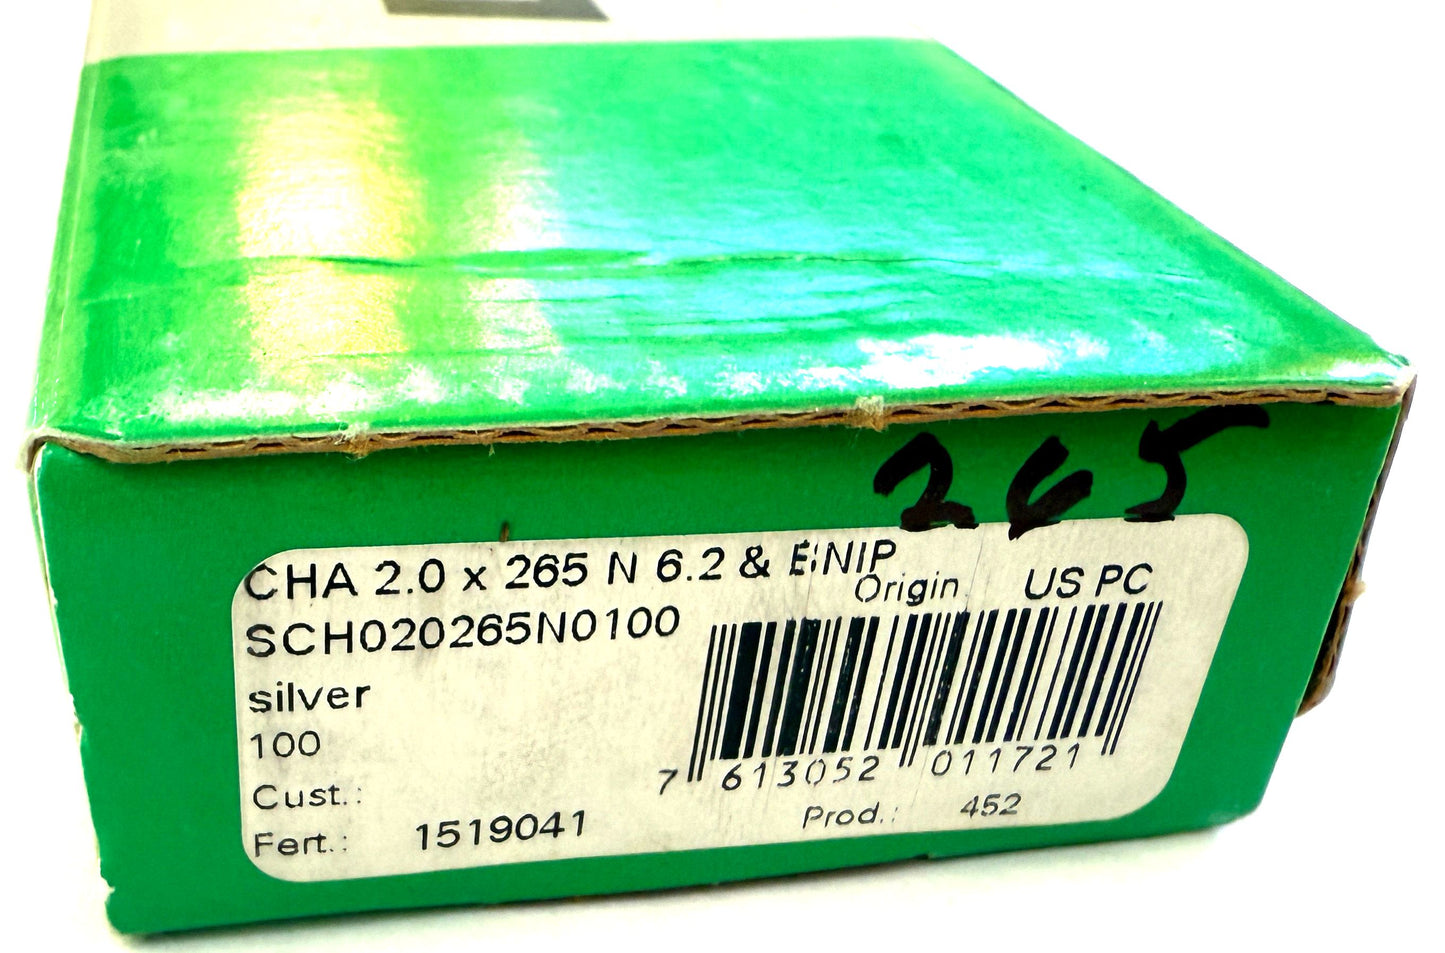 265
CHA 2.0 x 265 N 6.2 & E:NIP
Origin US PC
SCH020265N0100
silver
100
7 613052 011721
Cust.:
Fert.: 1519041
Prod.: 452